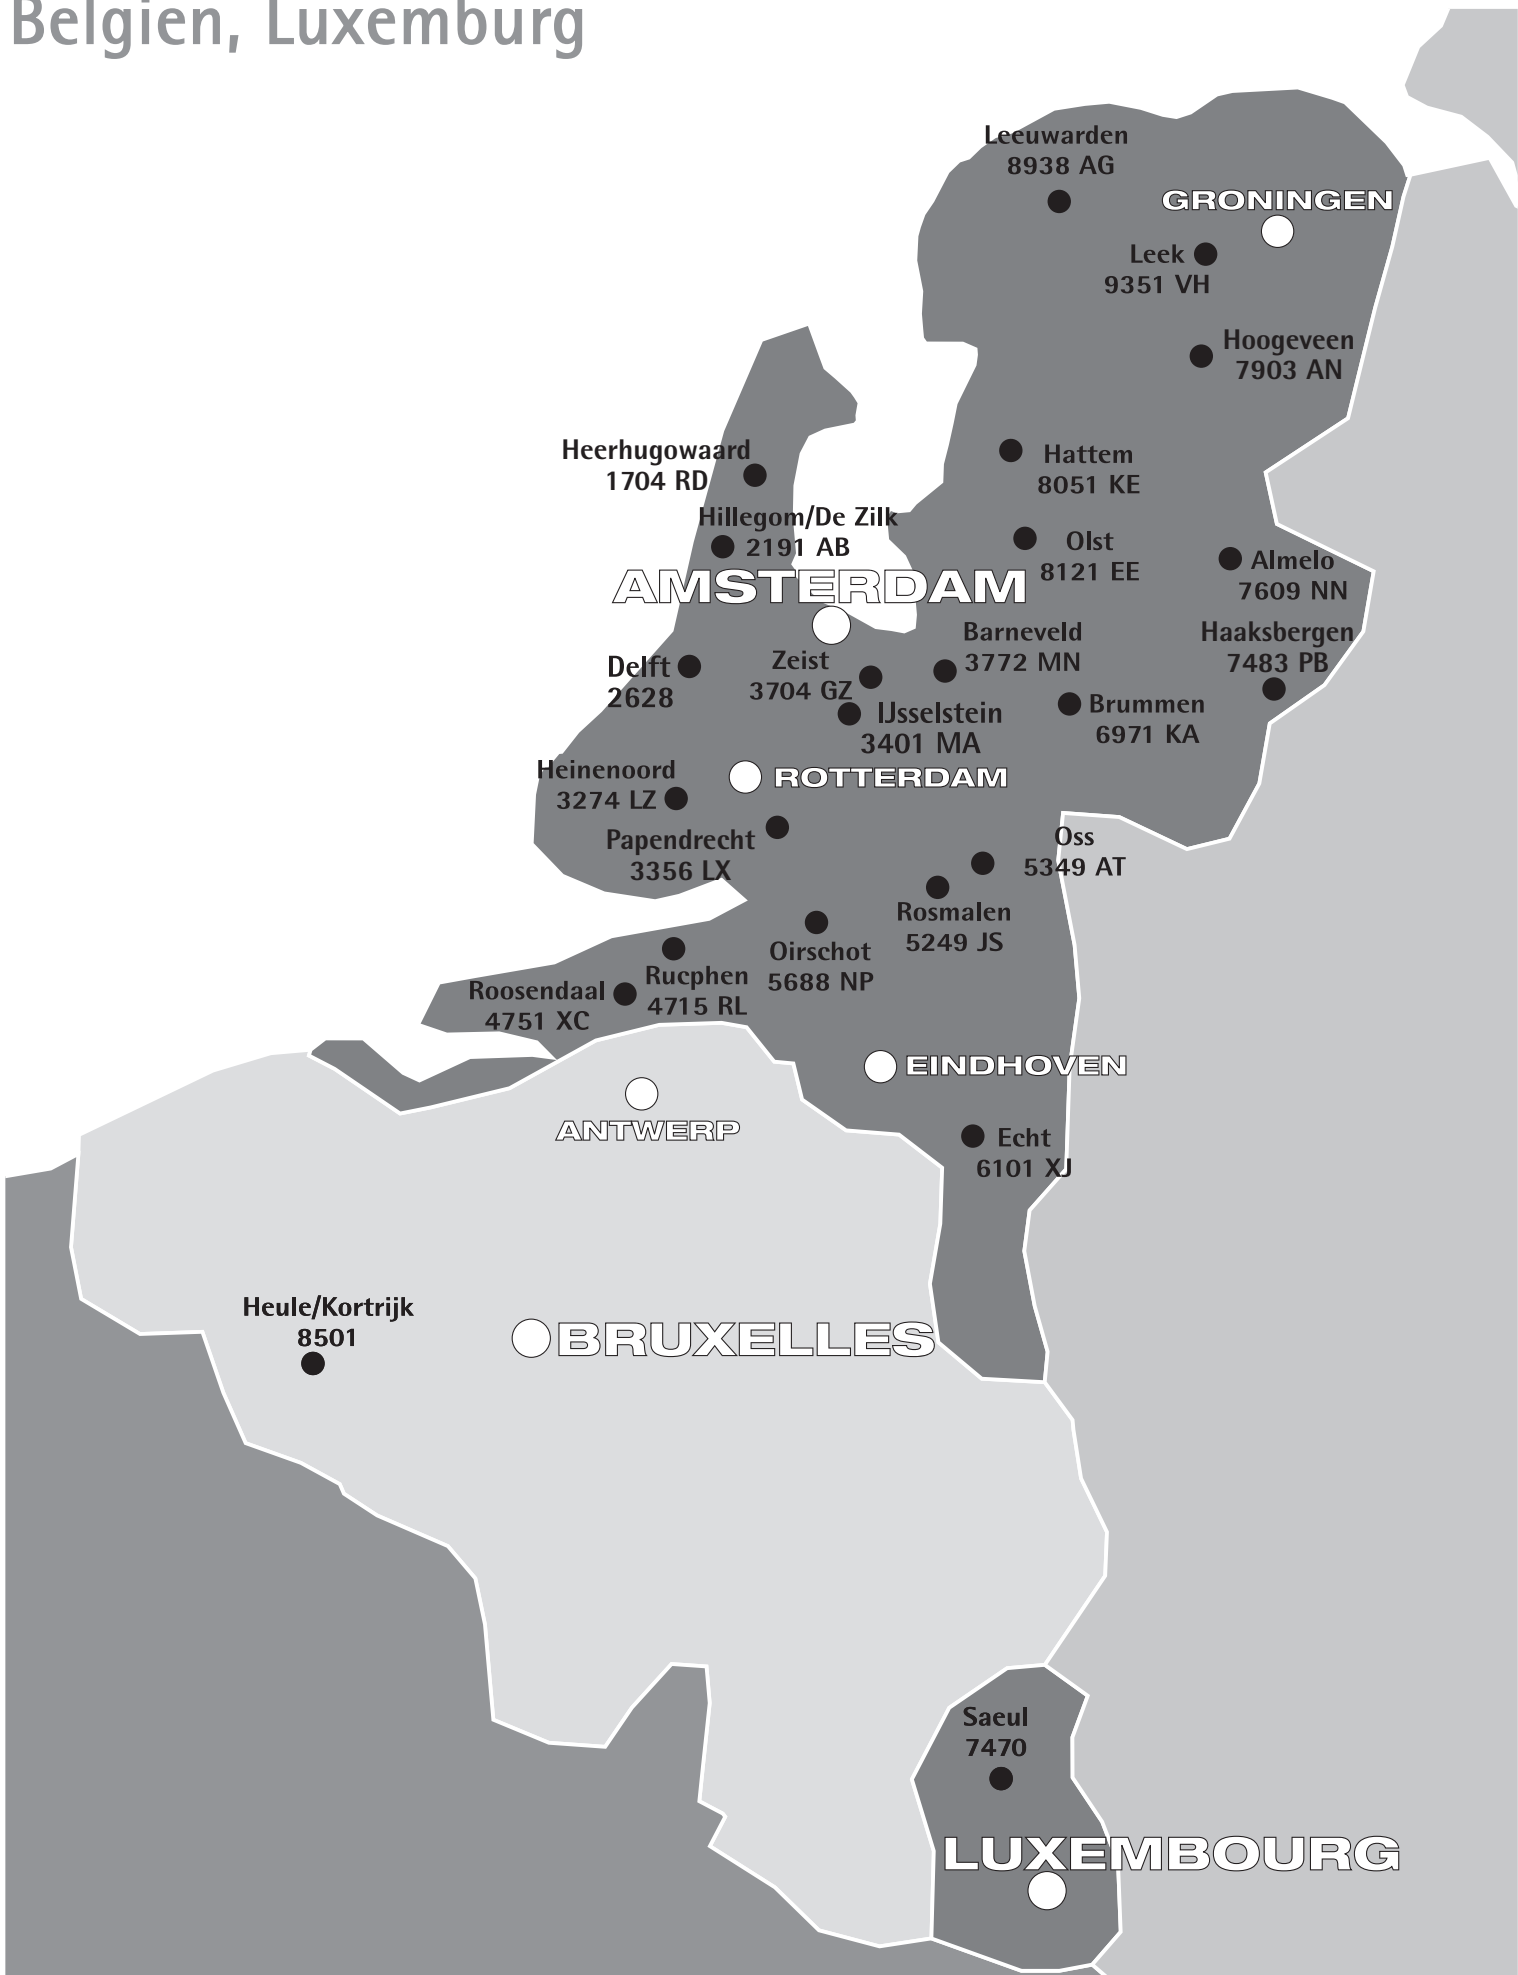 Belgien, Luxemburg
Leeuwarden
8938 AG
GRONINGEN
Leek
9351 VH
Hoogeveen
7903 AN
Heerhugowaard
1704 RD
Hattem
8051 KE
Hillegom/De Zilk
2191 AB
Olst
8121 EE
Almelo
7609 NN
AMSTERDAM
Barneveld
3772 MN
Haaksbergen
7483 PB
Delft
2628
Zeist
3704 GZ
IJsselstein
3401 MA
Brummen
6971 KA
Heinenoord
3274 LZ
ROTTERDAM
Papendrecht
3356 LX
Oss
5349 AT
Rosmalen
5249 JS
Oirschot
5688 NP
Rucphen
4715 RL
Roosendaal
4751 XC
EINDHOVEN
ANTWERP
Echt
6101 XJ
Heule/Kortrijk
8501
BRUXELLES
Saeul
7470
LUXEMBOURG